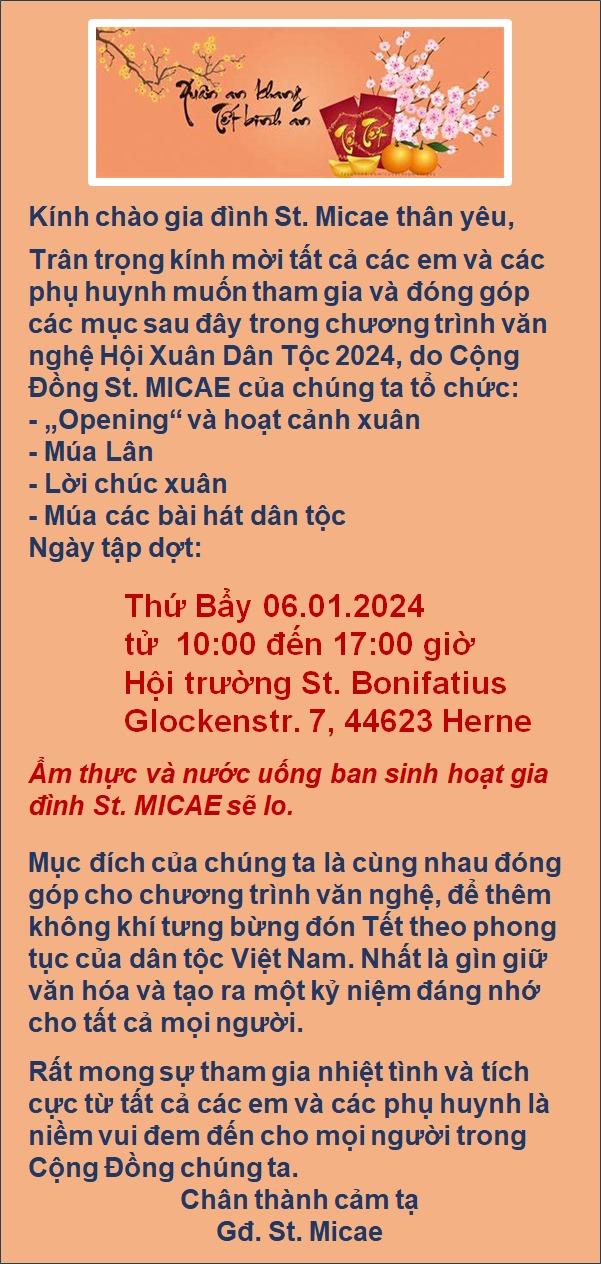 Xuân an khang
Tết bình an
Tết
Kính chào gia đình St. Micae thân yêu,
Trân trọng kính mời tất cả các em và các
phụ huynh muốn tham gia và đóng góp
các mục sau đây trong chương trình văn
nghệ Hội Xuân Dân Tộc 2024, do Cộng
Đồng St. MICAE của chúng ta tổ chức:
- „Opening“ và hoạt cảnh xuân
- Múa Lân
- Lời chúc xuân
- Múa các bài hát dân tộc
Ngày tập dợt:
Thứ Bẩy 06.01.2024
tử 10:00 đến 17:00 giờ
Hội trường St. Bonifatius
Glockenstr. 7, 44623 Herne
Ẩm thực và nước uống ban sinh hoạt gia
đình St. MICAE sẽ lo.
Mục đích của chúng ta là cùng nhau đóng
góp cho chương trình văn nghệ, để thêm
không khí tưng bừng đón Tết theo phong
tục của dân tộc Việt Nam. Nhất là gìn giữ
văn hóa và tạo ra một kỷ niệm đáng nhớ
cho tất cả mọi người.
Rất mong sự tham gia nhiệt tình và tích
cực từ tất cả các em và các phụ huynh là
niềm vui đem đến cho mọi người trong
Cộng Đồng chúng ta.
Chân thành cảm tạ
Gđ. St. Micae